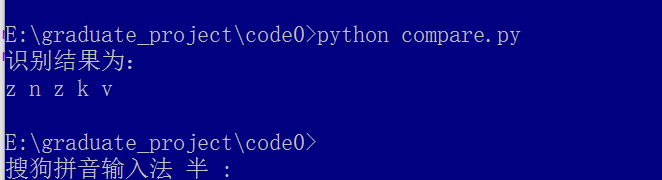 E:\graduate_project\code0>python compare.py
识别结果为:
z n z k v
E:\graduate_project\code0>
搜狗拼音输入法 半 :